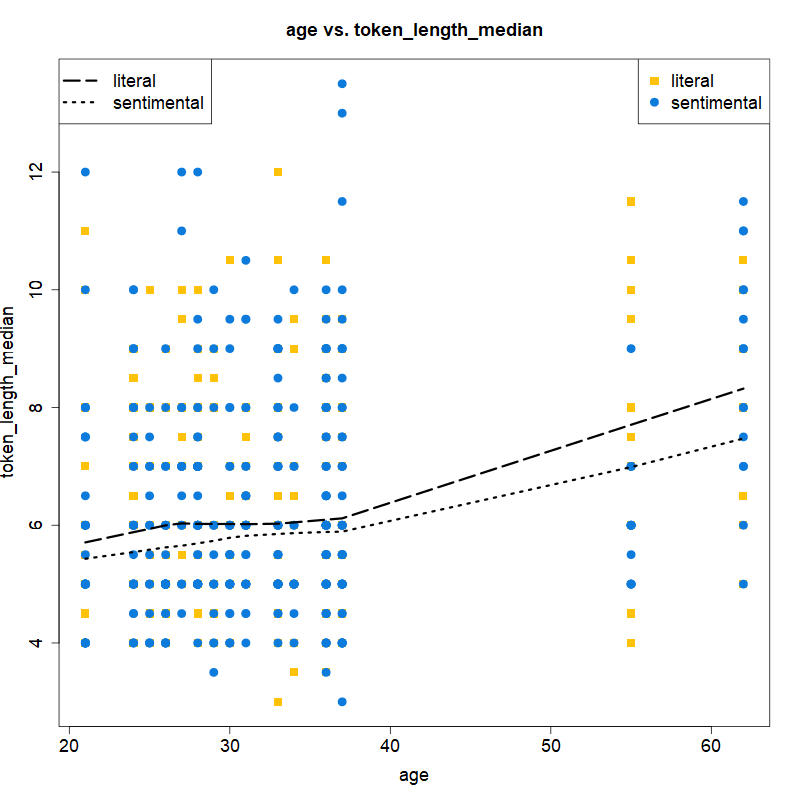 age vs. token_length_median
literal
sentimental
literal
sentimental
token_length_median
12
10
8
6
4
20
30
40
50
60
age